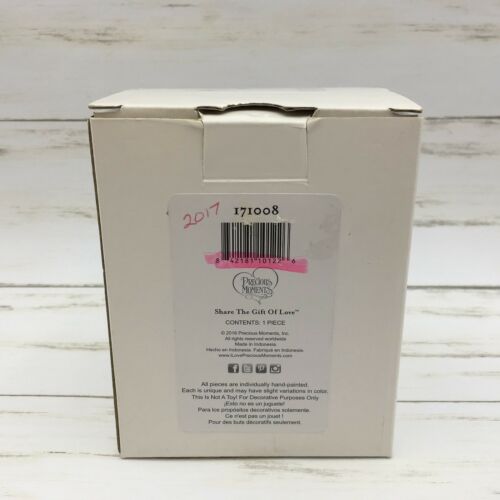 2017
171008
8 42181 10122 6
PRECIOUS
MOMENTS
Share The Gift Of Love™
CONTENTS: 1 PIECE
© 2016 Precious Moments, Inc.
All rights reserved worldwide
Made in Indonesia.
Hecho en Indonesia. Fabriqué en Indonesie.
www.ILovePreciousMoments.com
All pieces are individually hand-painted.
Each is unique and may have slight variations in color.
This Is Not A Toy! For Decorative Purposes Only
¡Esto no es un juguete!
Para los propósitos decorativos solamente.
Ce n'est pas un jouet !
Pour des buts décoratifs seulement.